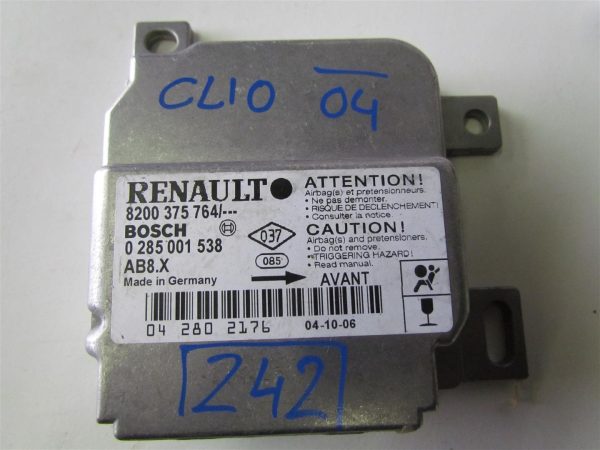 CLIO 04
RENAULT
8200 375 764/---
BOSCH
0 285 001 538
AB8.X
Made in Germany
037
085
ATTENTION!
Airbag(s) et pretensionneurs.
• Ne pas demonter.
• RISQUE DE DECLENCHEMENT!
• Consulter la notice.
CAUTION!
Airbag(s) and pretensioners.
• Do not remove.
• TRIGGERING HAZARD!
• Read manual.
AVANT
04 280 2176
04-10-06
242